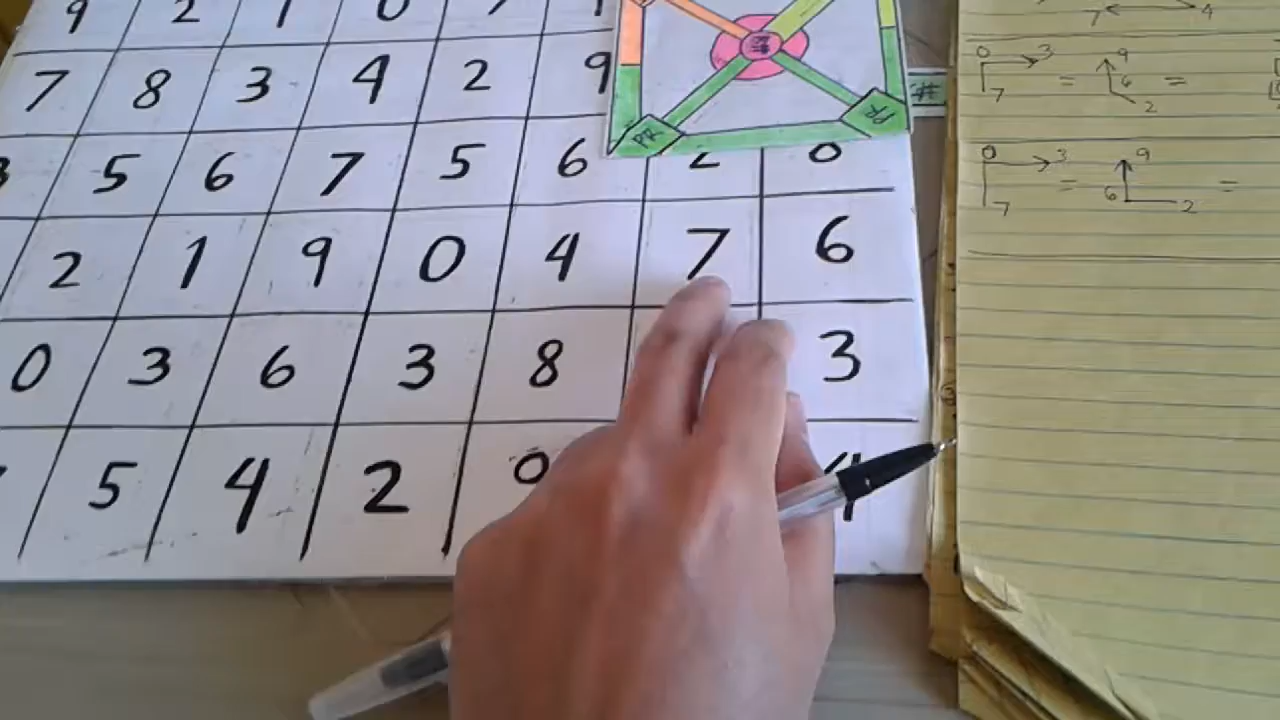 9 2 1 0
7 8 3 4 2 9
3 5 6 7 5 6 2 0
2 1 9 0 4 7 6
0 3 6 3 8 3
5 4 2 0 4
PR
PR
#
7 4
0 3 = 9 6 =
7 2
0 3 = 9 6 =
7 2